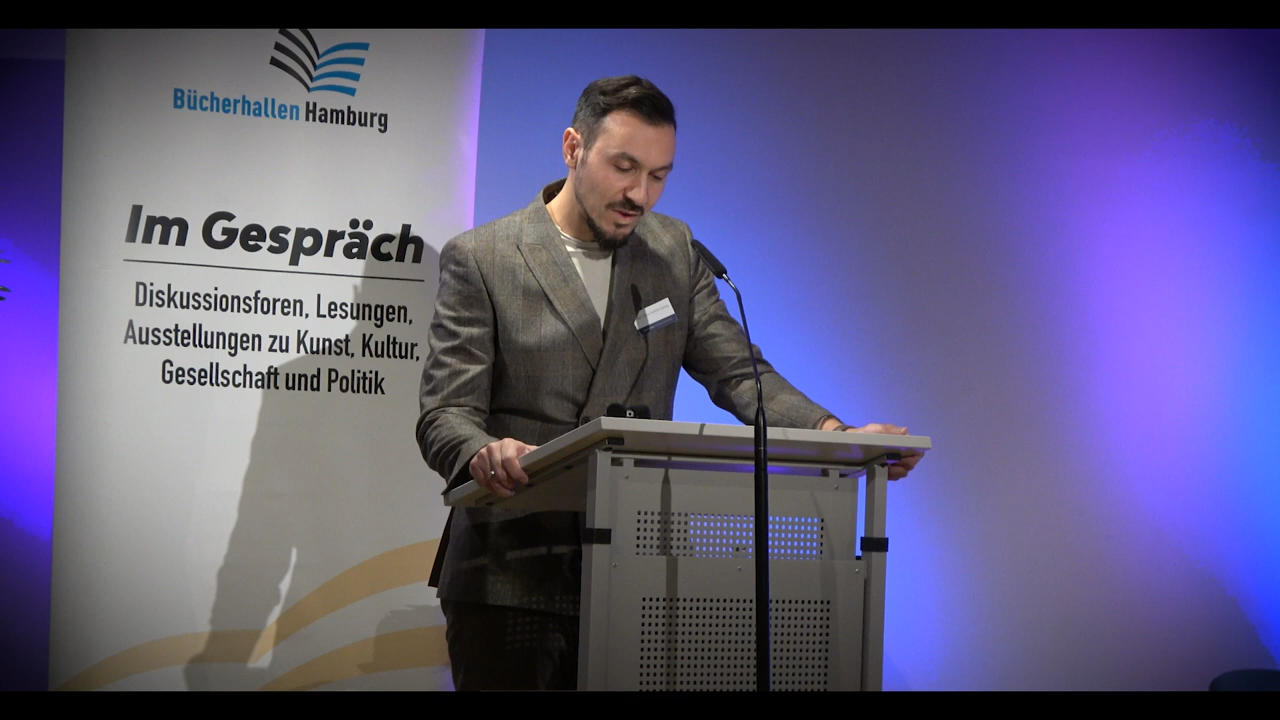 Bücherhallen Hamburg
Im Gespräch
Diskussionsforen, Lesungen,
Ausstellungen zu Kunst, Kultur,
Gesellschaft und Politik